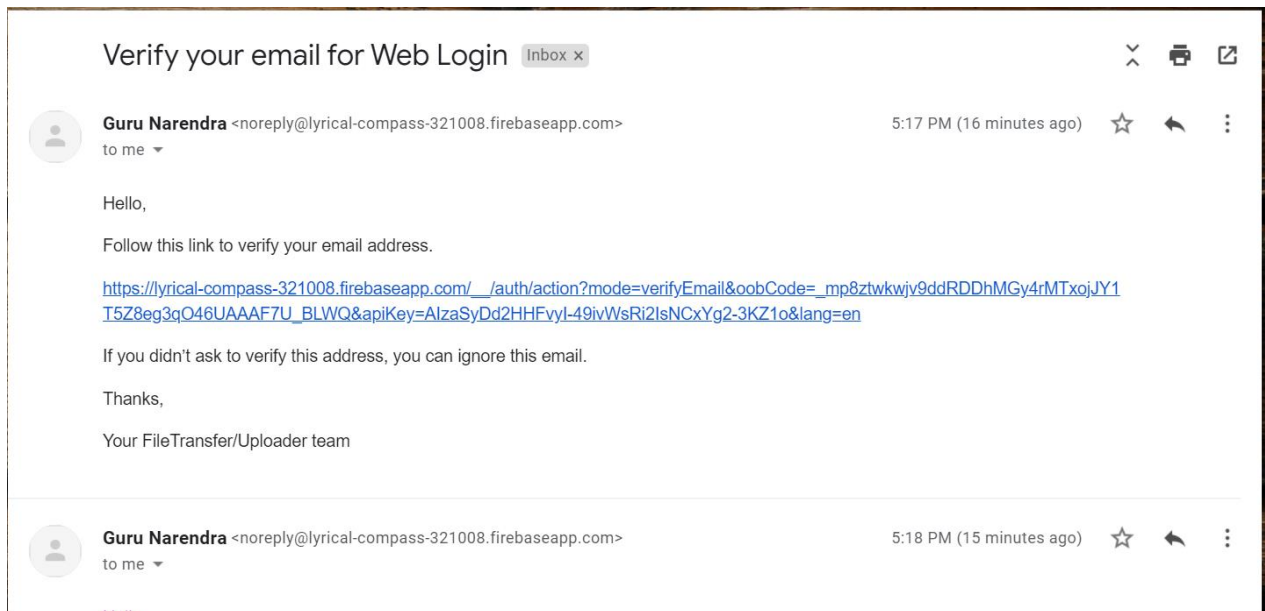 Verify your email for Web Login Inbox x
Guru Narendra <noreply@lyrical-compass-321008.firebaseapp.com> 5:17 PM (16 minutes ago)
to me
Hello,
Follow this link to verify your email address.
https://lyrical-compass-321008.firebaseapp.com/__/auth/action?mode=verifyEmail&oobCode=_mp8ztwkwjv9ddRDDhMGy4rMTxojJY1
T5Z8eg3qO46UAAAF7U_BLWQ&apiKey=AIzaSyDd2HHFvyI-49ivWsRi2IsNCxYg2-3KZ1o&lang=en
If you didn't ask to verify this address, you can ignore this email.
Thanks,
Your FileTransfer/Uploader team
Guru Narendra <noreply@lyrical-compass-321008.firebaseapp.com> 5:18 PM (15 minutes ago)
to me